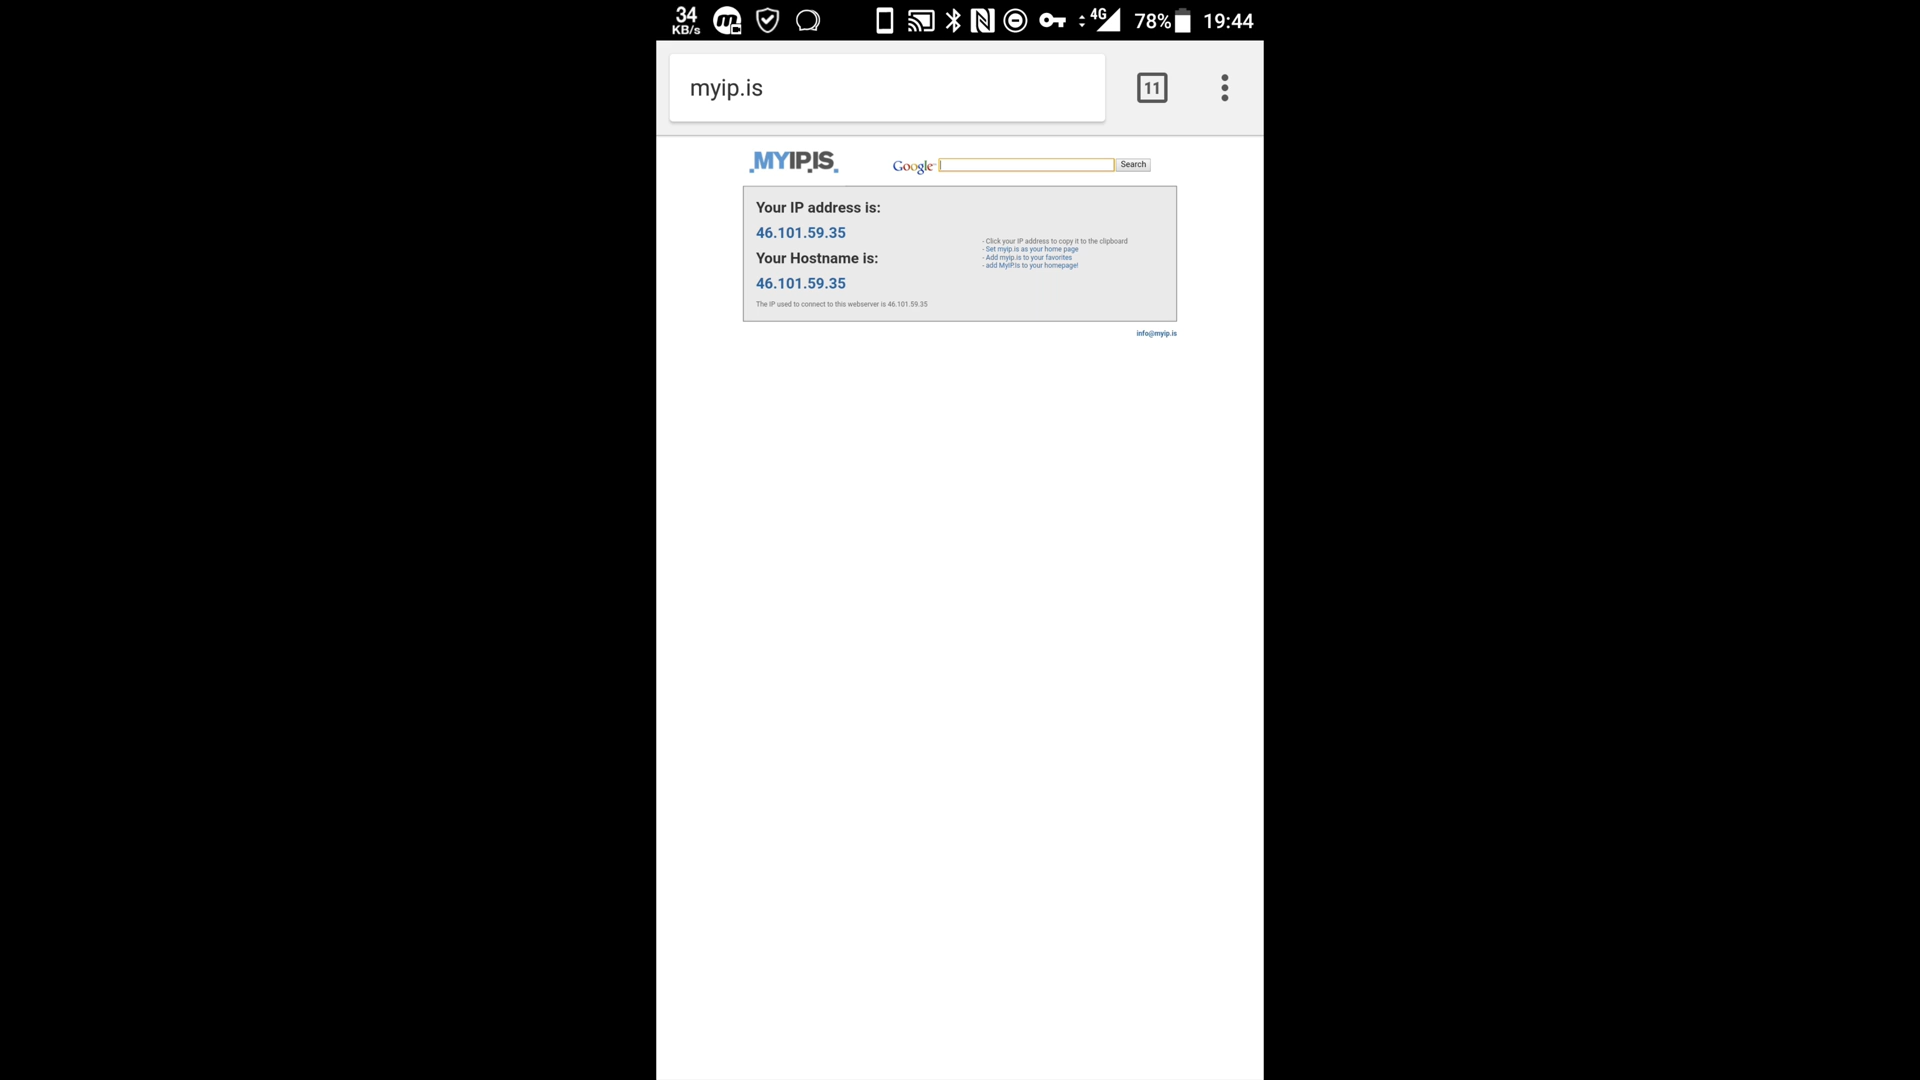 34
KB/s
4G
78%
19:44
myip.is
11
MYIP.IS
Google™
Search
Your IP address is:
46.101.59.35
Your Hostname is:
46.101.59.35
The IP used to connect to this webserver is 46.101.59.35
- Click your IP address to copy it to the clipboard
- Set myip.is as your home page
- Add myip.is to your favorites
- add MyIP.Is to your homepage!
info@myip.is